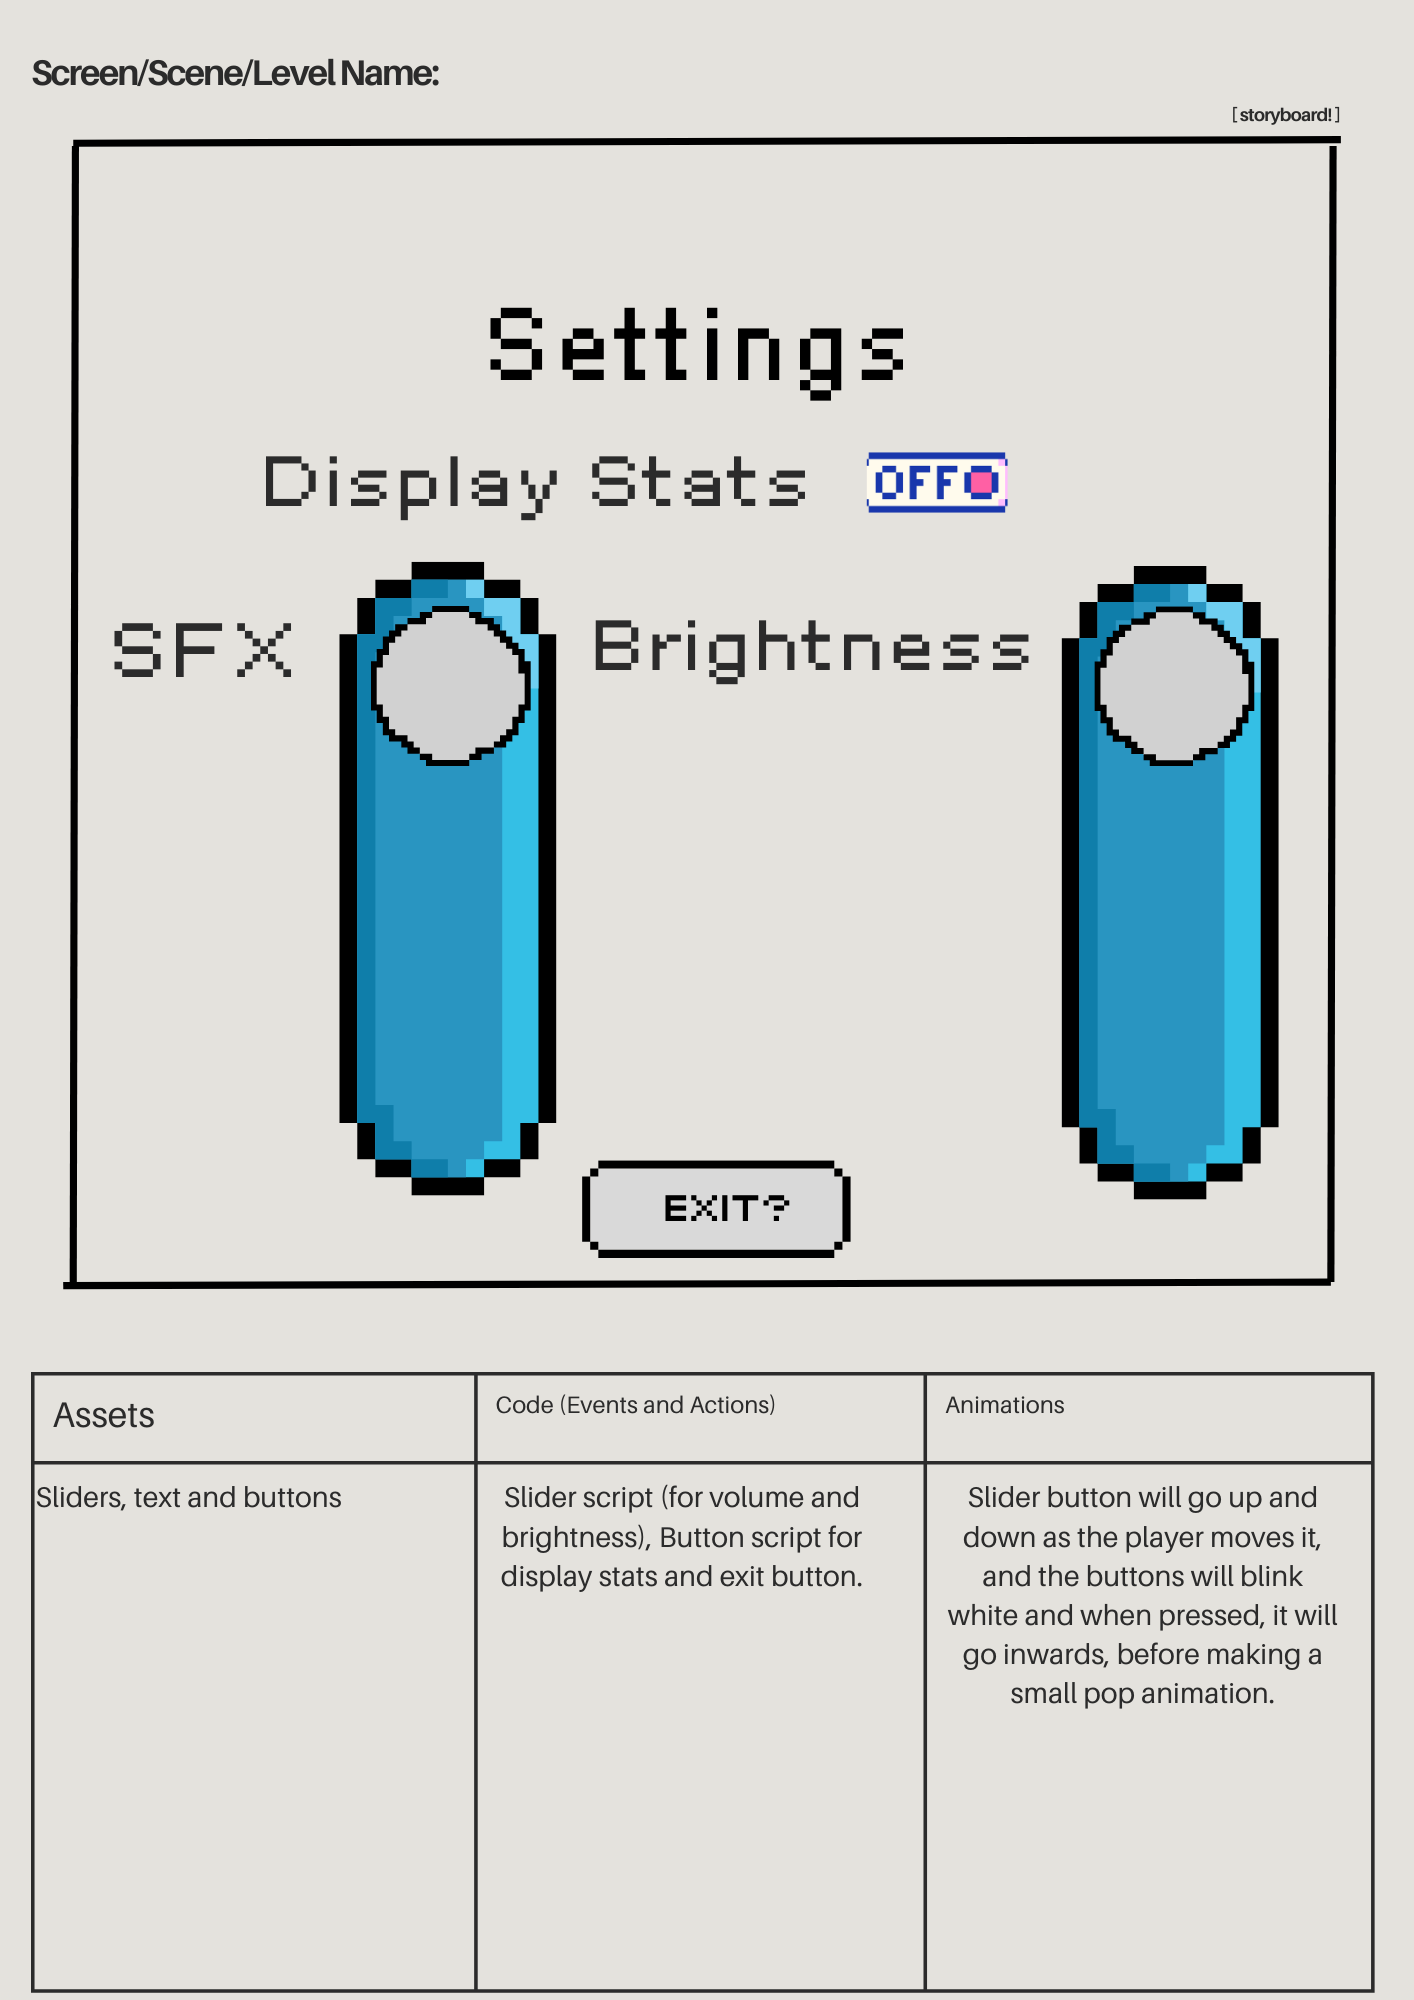 Screen/Scene/Level Name:
[storyboard!]
Settings
Display Stats OFF
SFX
Brightness
EXIT?
Assets
Code (Events and Actions)
Animations
Sliders, text and buttons
Slider script (for volume and
brightness), Button script for
display stats and exit button.
Slider button will go up and
down as the player moves it,
and the buttons will blink
white and when pressed, it will
go inwards, before making a
small pop animation.